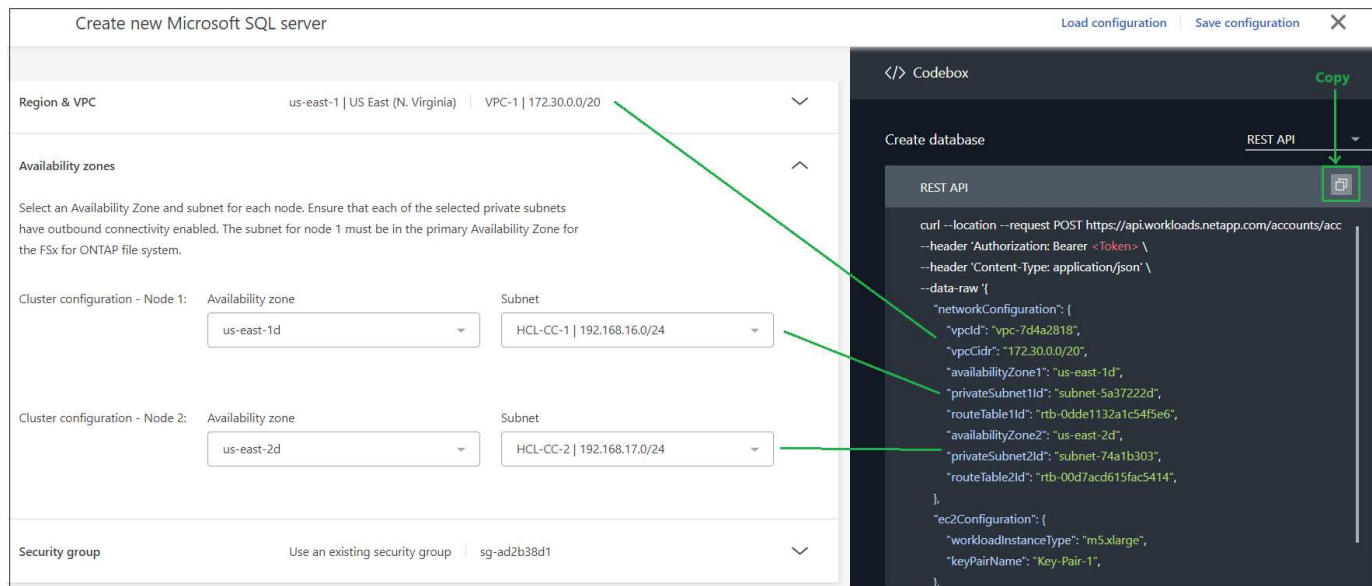 Create new Microsoft SQL server
Load configuration
Save configuration
Region & VPC
us-east-1 | US East (N. Virginia)
VPC-1 | 172.30.0.0/20
Availability zones
Select an Availability Zone and subnet for each node. Ensure that each of the selected private subnets
have outbound connectivity enabled. The subnet for node 1 must be in the primary Availability Zone for
the FSx for ONTAP file system.
Cluster configuration - Node 1:
Availability zone
us-east-1d
Subnet
HCL-CC-1 | 192.168.16.0/24
Cluster configuration - Node 2:
Availability zone
us-east-2d
Subnet
HCL-CC-2 | 192.168.17.0/24
Security group
Use an existing security group
sg-ad2b38d1
</> Codebox
Copy
Create database
REST API
REST API
curl --location --request POST https://api.workloads.netapp.com/accounts/acc
--header 'Authorization: Bearer <Token> \
--header 'Content-Type: application/json' \
--data-raw '{
"networkConfiguration": {
"vpcId": "vpc-7d4a2818",
"vpcCidr": "172.30.0.0/20",
"availabilityZone1": "us-east-1d",
"privateSubnet1Id": "subnet-5a37222d",
"routeTable1Id": "rtb-0dde1132a1c54f5e6",
"availabilityZone2": "us-east-2d",
"privateSubnet2Id": "subnet-74a1b303",
"routeTable2Id": "rtb-00d7acd615fac5414",
},
"ec2Configuration": {
"workloadInstanceType": "m5.xlarge",
"keyPairName": "Key-Pair-1",
},